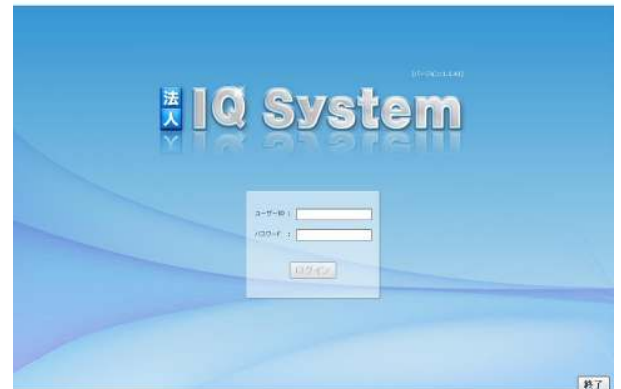 法人 IQ System
ユーザーID :
パスワード :
ログイン
終了